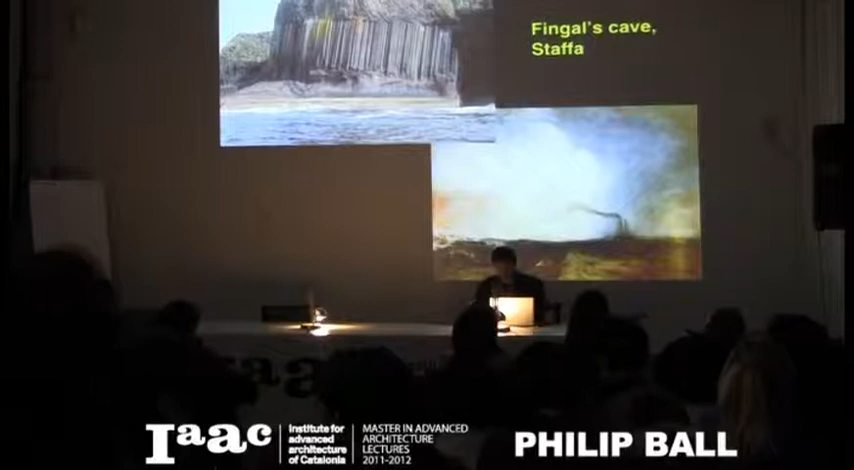 Fingal's cave,
Staffa
Iaac
Institute for
advanced
architecture
of Catalonia
MASTER IN ADVANCED
ARCHITECTURE
LECTURES
2011-2012
PHILIP BALL